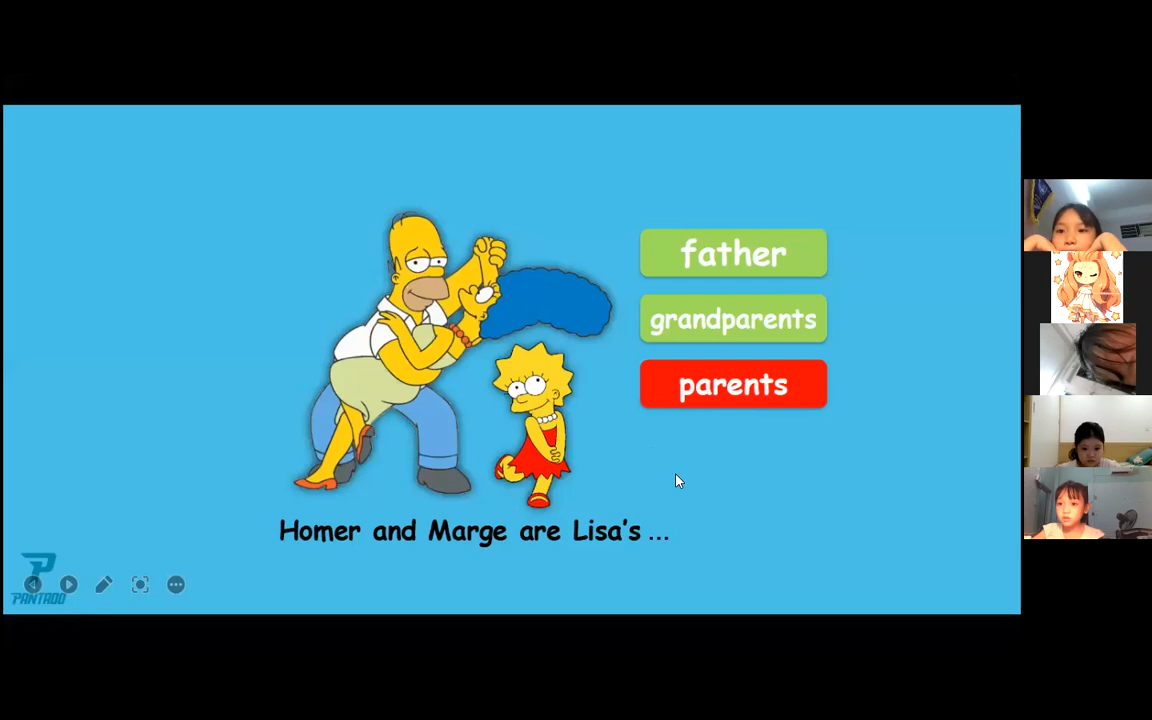 father
grandparents
parents
Homer and Marge are Lisa's ...
PANTADO